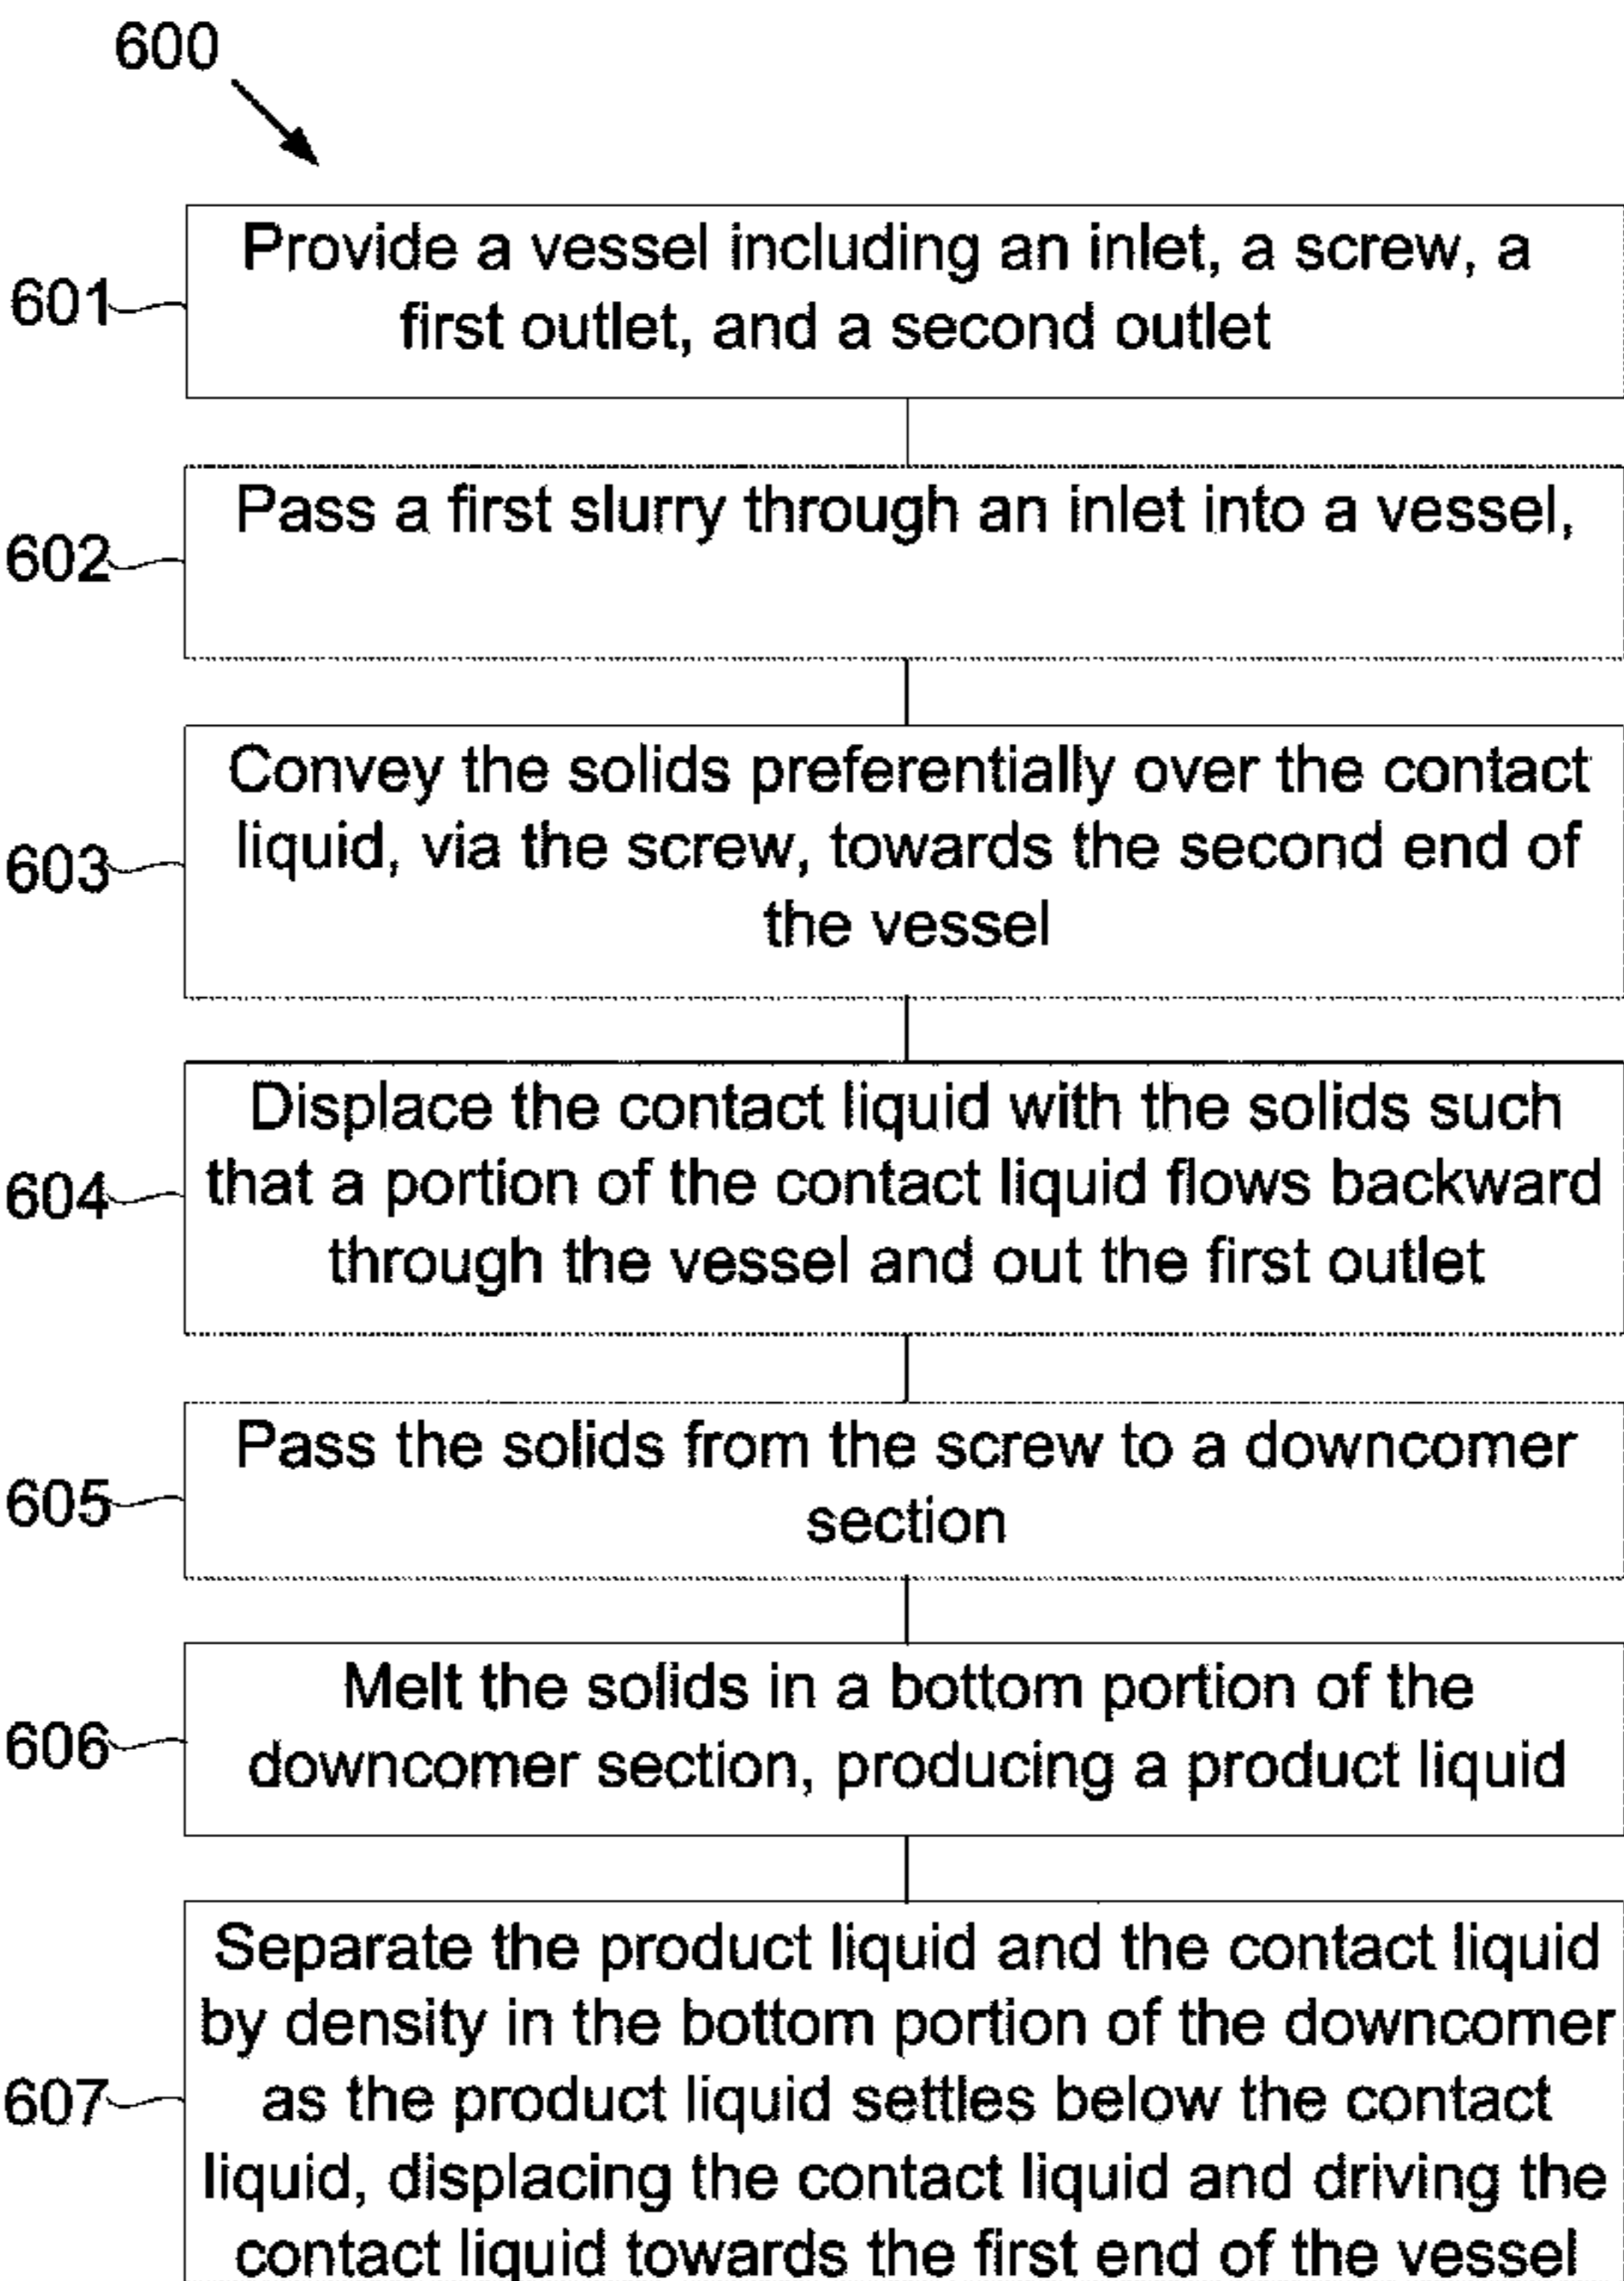 600
601
Provide a vessel including an inlet, a screw, a
first outlet, and a second outlet
602
Pass a first slurry through an inlet into a vessel,
603
Convey the solids preferentially over the contact
liquid, via the screw, towards the second end of
the vessel
604
Displace the contact liquid with the solids such
that a portion of the contact liquid flows backward
through the vessel and out the first outlet
605
Pass the solids from the screw to a downcomer
section
606
Melt the solids in a bottom portion of the
downcomer section, producing a product liquid
607
Separate the product liquid and the contact liquid
by density in the bottom portion of the downcomer
as the product liquid settles below the contact
liquid, displacing the contact liquid and driving the
contact liquid towards the first end of the vessel